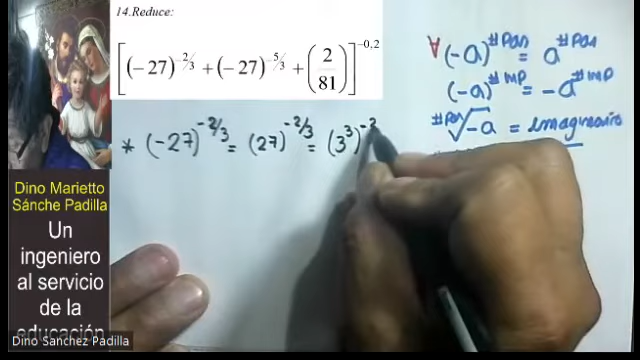 14.Reduce:
[(-27)^{-2/3} + (-27)^{-5/3} + (2/81)]^{-0,2}
∀ (-a)^{#Par} = a^{#Par}
(-a)^{#IMP} = -a^{#IMP}
^{#Par}√-a = imaginario
* (-27)^{-2/3} = (27)^{-2/3} = (3^3)^{-2
Dino Marietto
Sánche Padilla
Un
ingeniero
al servicio
de la
educación
Dino Sanchez Padilla